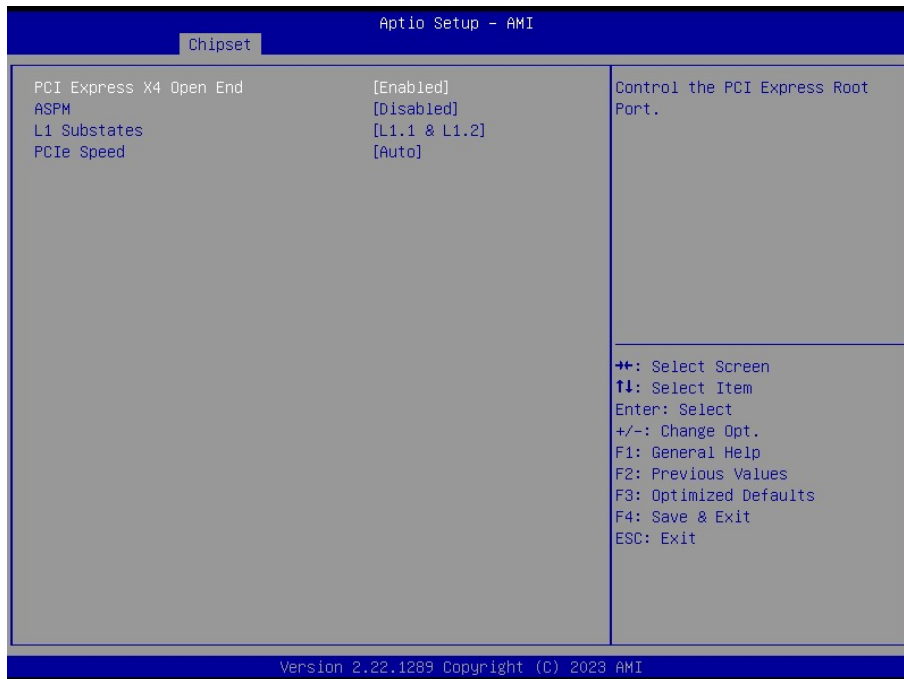 Aptio Setup – AMI
Chipset
PCI Express X4 Open End [Enabled]
ASPM [Disabled]
L1 Substates [L1.1 & L1.2]
PCIe Speed [Auto]
Control the PCI Express Root
Port.
→←: Select Screen
↑↓: Select Item
Enter: Select
+/-: Change Opt.
F1: General Help
F2: Previous Values
F3: Optimized Defaults
F4: Save & Exit
ESC: Exit
Version 2.22.1289 Copyright (C) 2023 AMI